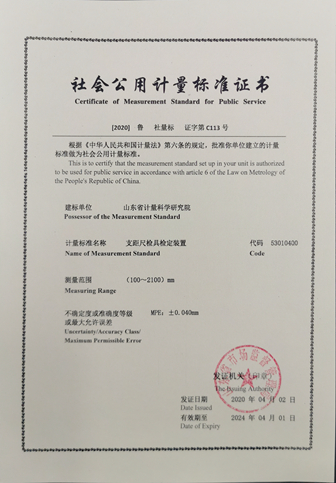 社会公用计量标准证书
Certificate of Measurement Standard for Public Service
[2020] 鲁 社量标 证字第C113号
根据《中华人民共和国计量法》第六条的规定，批准你单位建立的计量
标准做为社会公用计量标准。
This is to certify that the measurement standard set up in your unit is authorized
to be used for public service in accordance with article 6 of the Law on Metrology of
the People's Republic of China.
建标单位 山东省计量科学研究院
Possessor of the Measurement Standard
计量标准名称 支距尺检具检定装置 代码 53010400
Name of Measurement Standard Code
测量范围 （100～2100）mm
Measuring Range
不确定度或准确度等级 MPE：±0.040mm
或最大允许误差
Uncertainty/Accuracy Class/
Maximum Permissible Error
发证机关（印章）
The Issuing Authority
发证日期 2020 年 04 月 02 日
Date Issued
有效期至 2024 年 04 月 01 日
Date of Expiry